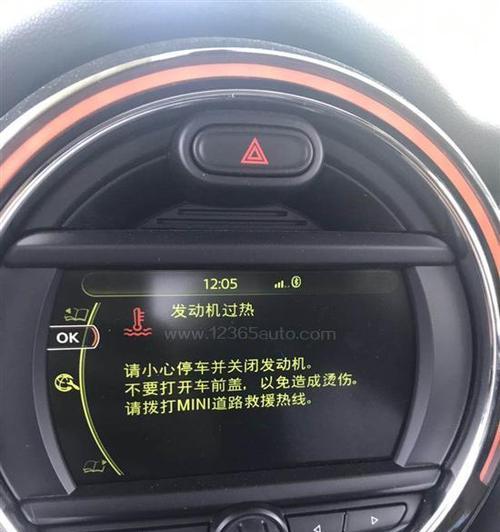 12:05
发动机过热
OK
www.12365auto.com
请小心停车并关闭发动机。
不要打开车前盖，以免造成烫伤。
请拨打MINI道路救援热线。